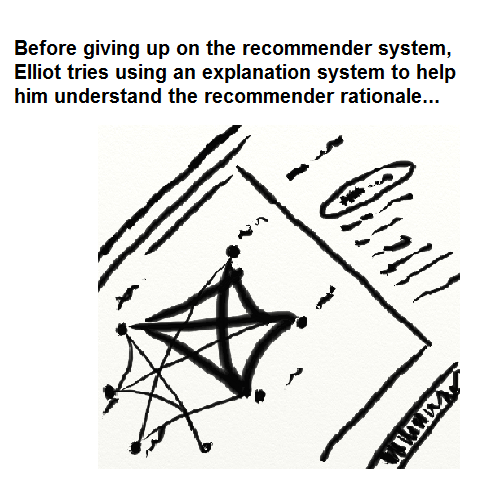 Before giving up on the recommender system,
Elliot tries using an explanation system to help
him understand the recommender rationale...